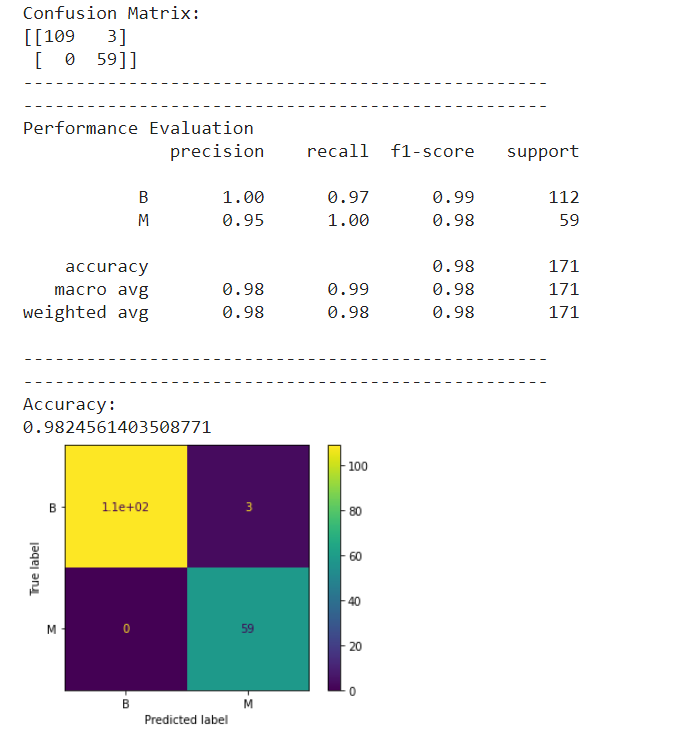 Confusion Matrix:
[[109   3]
 [  0  59]]
--------------------------------------------------
--------------------------------------------------
Performance Evaluation
              precision    recall  f1-score   support

           B       1.00      0.97      0.99       112
           M       0.95      1.00      0.98        59

    accuracy                           0.98       171
   macro avg       0.98      0.99      0.98       171
weighted avg       0.98      0.98      0.98       171

--------------------------------------------------
--------------------------------------------------
Accuracy:
0.9824561403508771
100
B 1.1e+02 3
80
60
True label
40
M 0 59
20
0
B M
Predicted label